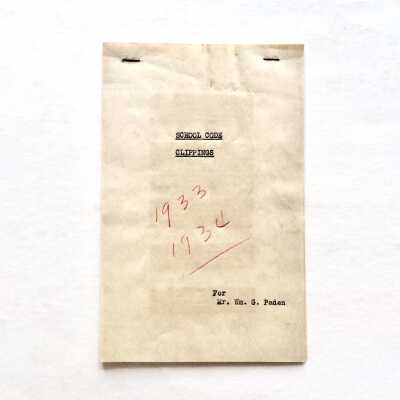 SCHOOL CODE
CLIPPINGS
1933
1934
For
Mr. Wm. G. Paden